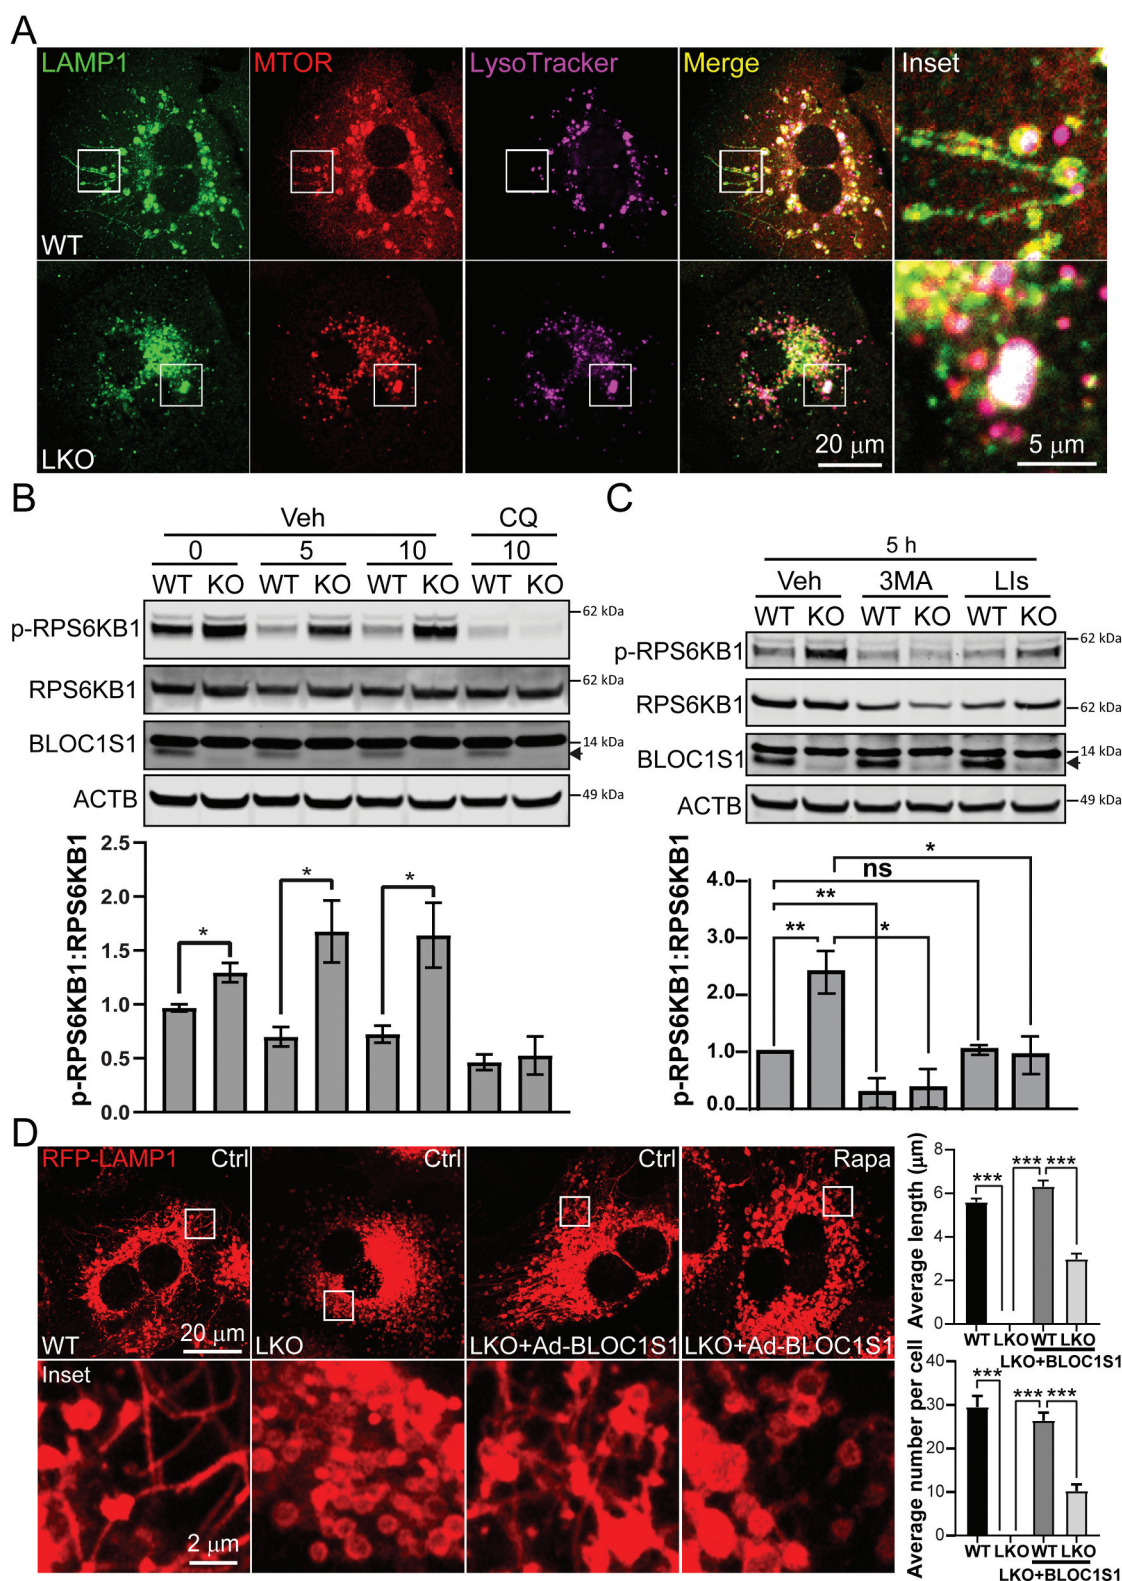 A
LAMP1 MTOR LysoTracker Merge Inset
WT
LKO 20 μm 5 μm
B
Veh CQ
0 5 10 10
WT KO WT KO WT KO WT KO
p-RPS6KB1 62 kDa
RPS6KB1 62 kDa
BLOC1S1 14 kDa
ACTB 49 kDa
p-RPS6KB1:RPS6KB1
2.5
2.0
1.5
1.0
0.5
0.0
* * *
C
5 h
Veh 3MA LIs
WT KO WT KO WT KO
p-RPS6KB1 62 kDa
RPS6KB1 62 kDa
BLOC1S1 14 kDa
ACTB 49 kDa
p-RPS6KB1:RPS6KB1
4.0
3.0
2.0
1.0
0.0
*
ns
**
** *
D
RFP-LAMP1 Ctrl Ctrl Ctrl Rapa
WT 20 μm LKO LKO+Ad-BLOC1S1 LKO+Ad-BLOC1S1
Inset
2 μm
Average length (μm)
8
6
4
2
0
*** *** ***
WT LKO WT LKO
LKO+BLOC1S1
Average number per cell
40
30
20
10
0
*** *** ***
WT LKO WT LKO
LKO+BLOC1S1